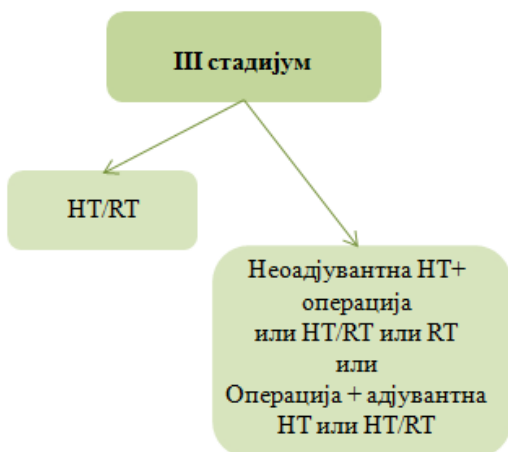 III стадијум
HT/RT
Неоадјувантна HT+
операција
или HT/RT или RT
или
Операција + адјувантна
HT или HT/RT